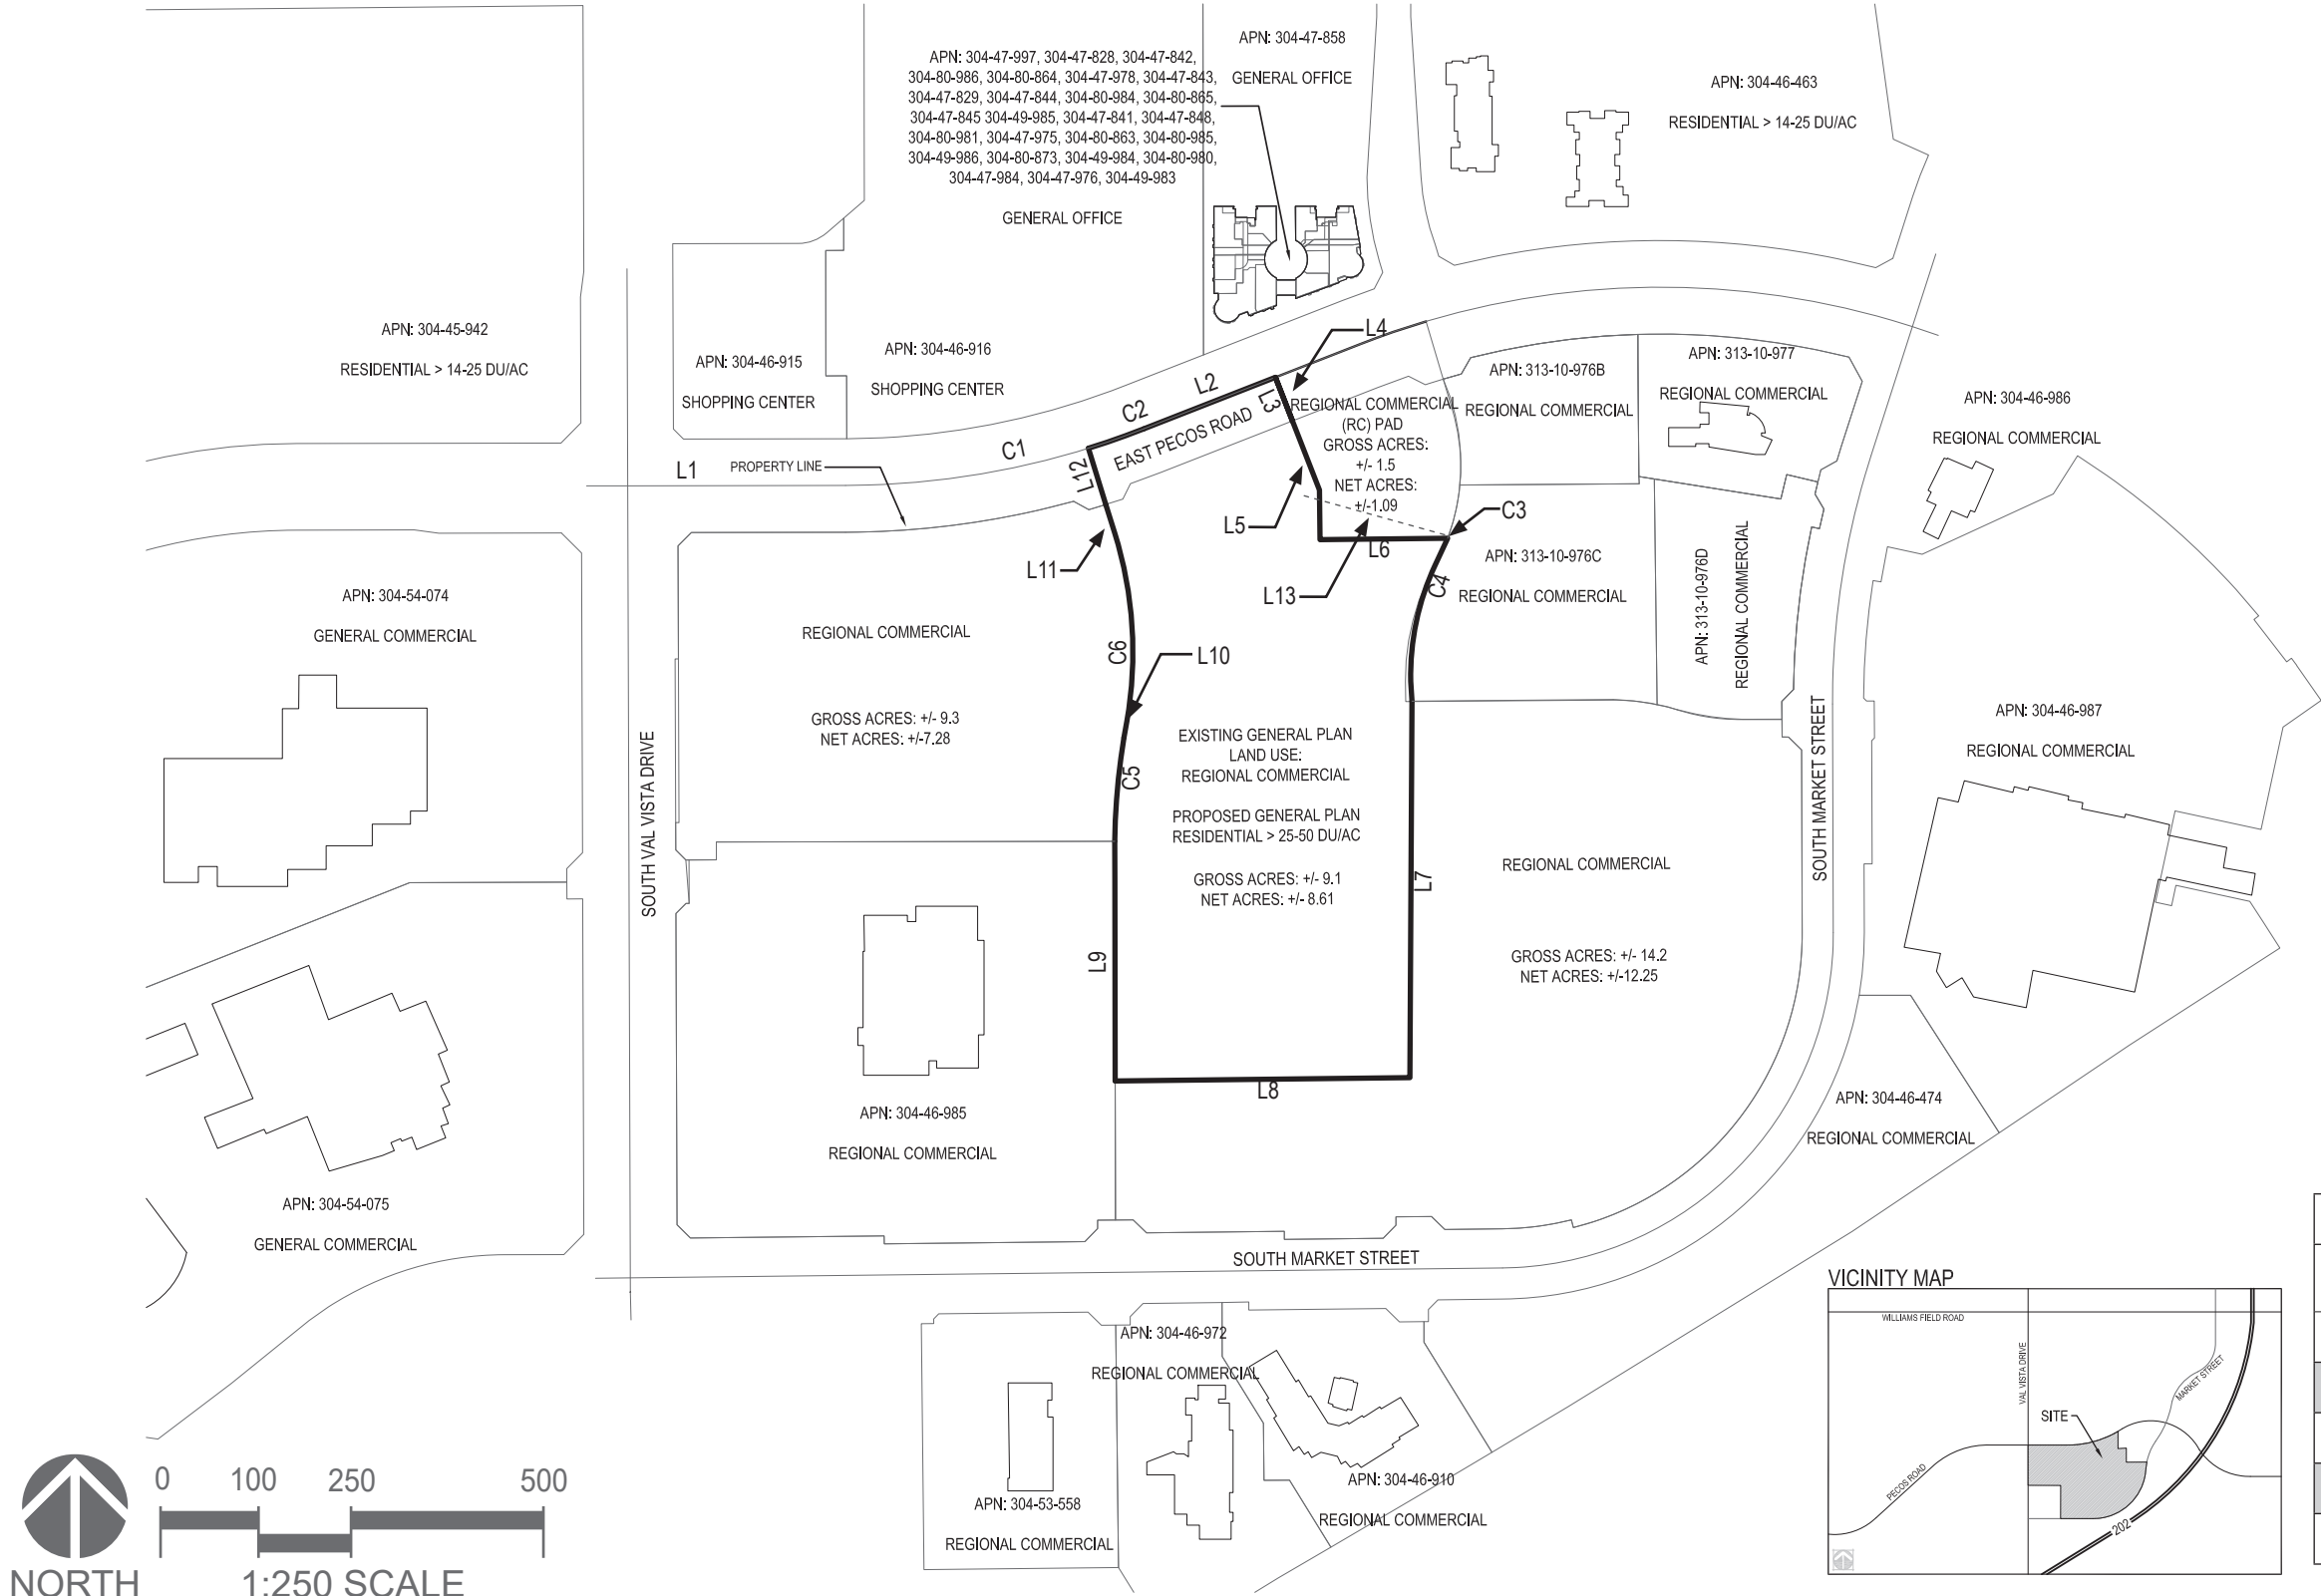 APN: 304-47-997, 304-47-828, 304-47-842,
304-80-986, 304-80-864, 304-47-978, 304-47-843,
304-47-829, 304-47-844, 304-80-984, 304-80-865,
304-47-845 304-49-985, 304-47-841, 304-47-848,
304-80-981, 304-47-975, 304-80-863, 304-80-985,
304-49-986, 304-80-873, 304-49-984, 304-80-980,
304-47-984, 304-47-976, 304-49-983
GENERAL OFFICE
APN: 304-47-858
GENERAL OFFICE
APN: 304-46-463
RESIDENTIAL > 14-25 DU/AC
APN: 304-45-942
RESIDENTIAL > 14-25 DU/AC
APN: 304-46-915
SHOPPING CENTER
APN: 304-46-916
SHOPPING CENTER
L4
L2
C2
L3
C1
L1
PROPERTY LINE
L12
EAST PECOS ROAD
REGIONAL COMMERCIAL
(RC) PAD
GROSS ACRES:
+/- 1.5
NET ACRES:
+/-1.09
APN: 313-10-976B
REGIONAL COMMERCIAL
APN: 313-10-977
REGIONAL COMMERCIAL
APN: 304-46-986
REGIONAL COMMERCIAL
L5
C3
L6
L11
L13
C4
APN: 313-10-976C
REGIONAL COMMERCIAL
APN: 313-10-976D
REGIONAL COMMERCIAL
APN: 304-54-074
GENERAL COMMERCIAL
REGIONAL COMMERCIAL
GROSS ACRES: +/- 9.3
NET ACRES: +/-7.28
C6
L10
C5
EXISTING GENERAL PLAN
LAND USE:
REGIONAL COMMERCIAL
PROPOSED GENERAL PLAN
RESIDENTIAL > 25-50 DU/AC
GROSS ACRES: +/- 9.1
NET ACRES: +/- 8.61
SOUTH VAL VISTA DRIVE
SOUTH MARKET STREET
APN: 304-46-987
REGIONAL COMMERCIAL
L7
REGIONAL COMMERCIAL
GROSS ACRES: +/- 14.2
NET ACRES: +/-12.25
L9
L8
APN: 304-46-985
REGIONAL COMMERCIAL
APN: 304-46-474
REGIONAL COMMERCIAL
APN: 304-54-075
GENERAL COMMERCIAL
SOUTH MARKET STREET
APN: 304-46-972
REGIONAL COMMERCIAL
APN: 304-53-558
REGIONAL COMMERCIAL
APN: 304-46-910
REGIONAL COMMERCIAL
VICINITY MAP
WILLIAMS FIELD ROAD
VAL VISTA DRIVE
MARKET STREET
SITE
PECOS ROAD
202
0 100 250 500
NORTH
1:250 SCALE